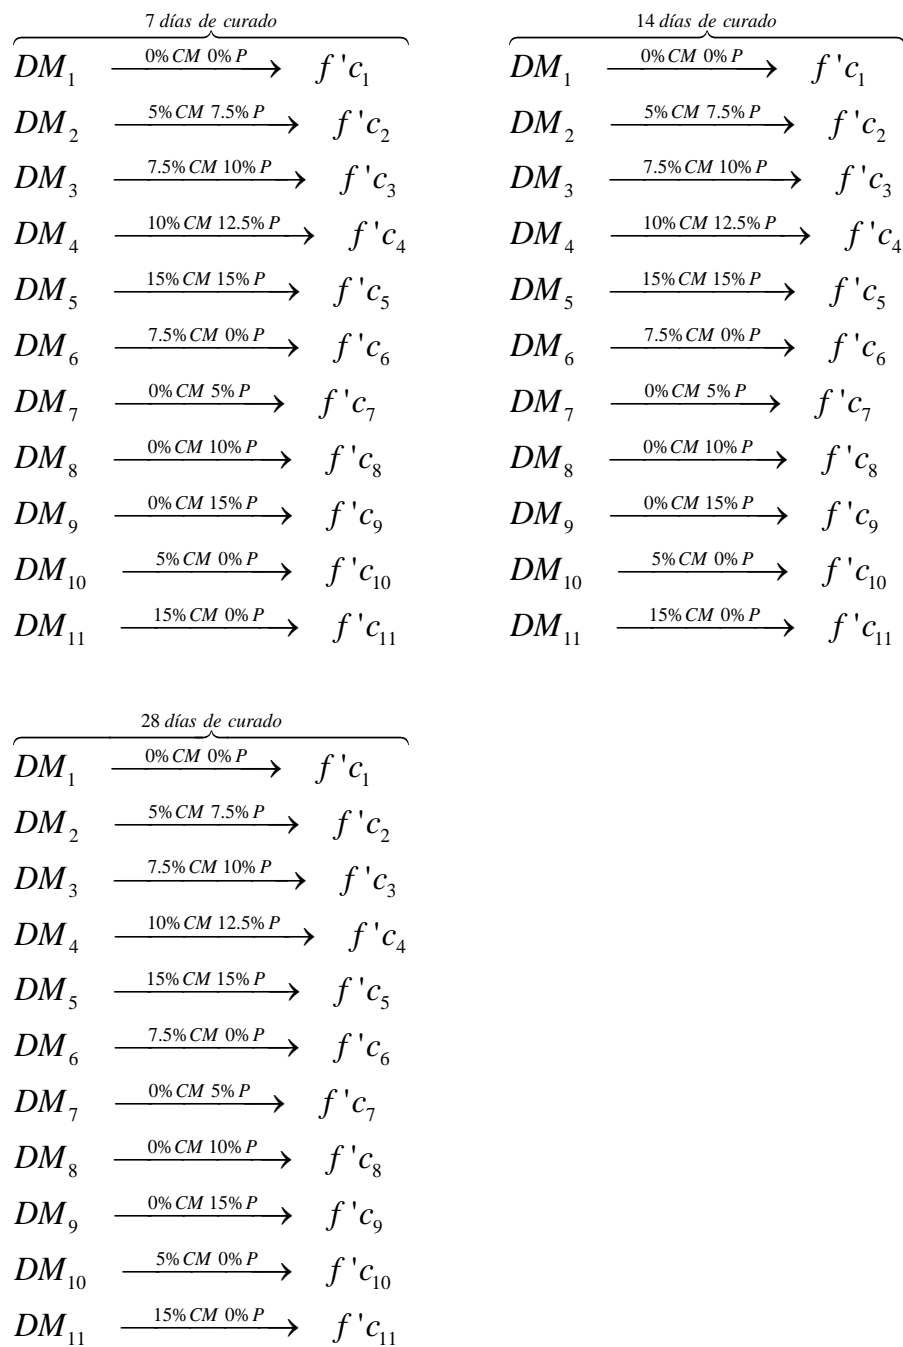 7 días de curado
DM₁ 0% CM 0% P → f'c₁
DM₂ 5% CM 7.5% P → f'c₂
DM₃ 7.5% CM 10% P → f'c₃
DM₄ 10% CM 12.5% P → f'c₄
DM₅ 15% CM 15% P → f'c₅
DM₆ 7.5% CM 0% P → f'c₆
DM₇ 0% CM 5% P → f'c₇
DM₈ 0% CM 10% P → f'c₈
DM₉ 0% CM 15% P → f'c₉
DM₁₀ 5% CM 0% P → f'c₁₀
DM₁₁ 15% CM 0% P → f'c₁₁
14 días de curado
DM₁ 0% CM 0% P → f'c₁
DM₂ 5% CM 7.5% P → f'c₂
DM₃ 7.5% CM 10% P → f'c₃
DM₄ 10% CM 12.5% P → f'c₄
DM₅ 15% CM 15% P → f'c₅
DM₆ 7.5% CM 0% P → f'c₆
DM₇ 0% CM 5% P → f'c₇
DM₈ 0% CM 10% P → f'c₈
DM₉ 0% CM 15% P → f'c₉
DM₁₀ 5% CM 0% P → f'c₁₀
DM₁₁ 15% CM 0% P → f'c₁₁
28 días de curado
DM₁ 0% CM 0% P → f'c₁
DM₂ 5% CM 7.5% P → f'c₂
DM₃ 7.5% CM 10% P → f'c₃
DM₄ 10% CM 12.5% P → f'c₄
DM₅ 15% CM 15% P → f'c₅
DM₆ 7.5% CM 0% P → f'c₆
DM₇ 0% CM 5% P → f'c₇
DM₈ 0% CM 10% P → f'c₈
DM₉ 0% CM 15% P → f'c₉
DM₁₀ 5% CM 0% P → f'c₁₀
DM₁₁ 15% CM 0% P → f'c₁₁